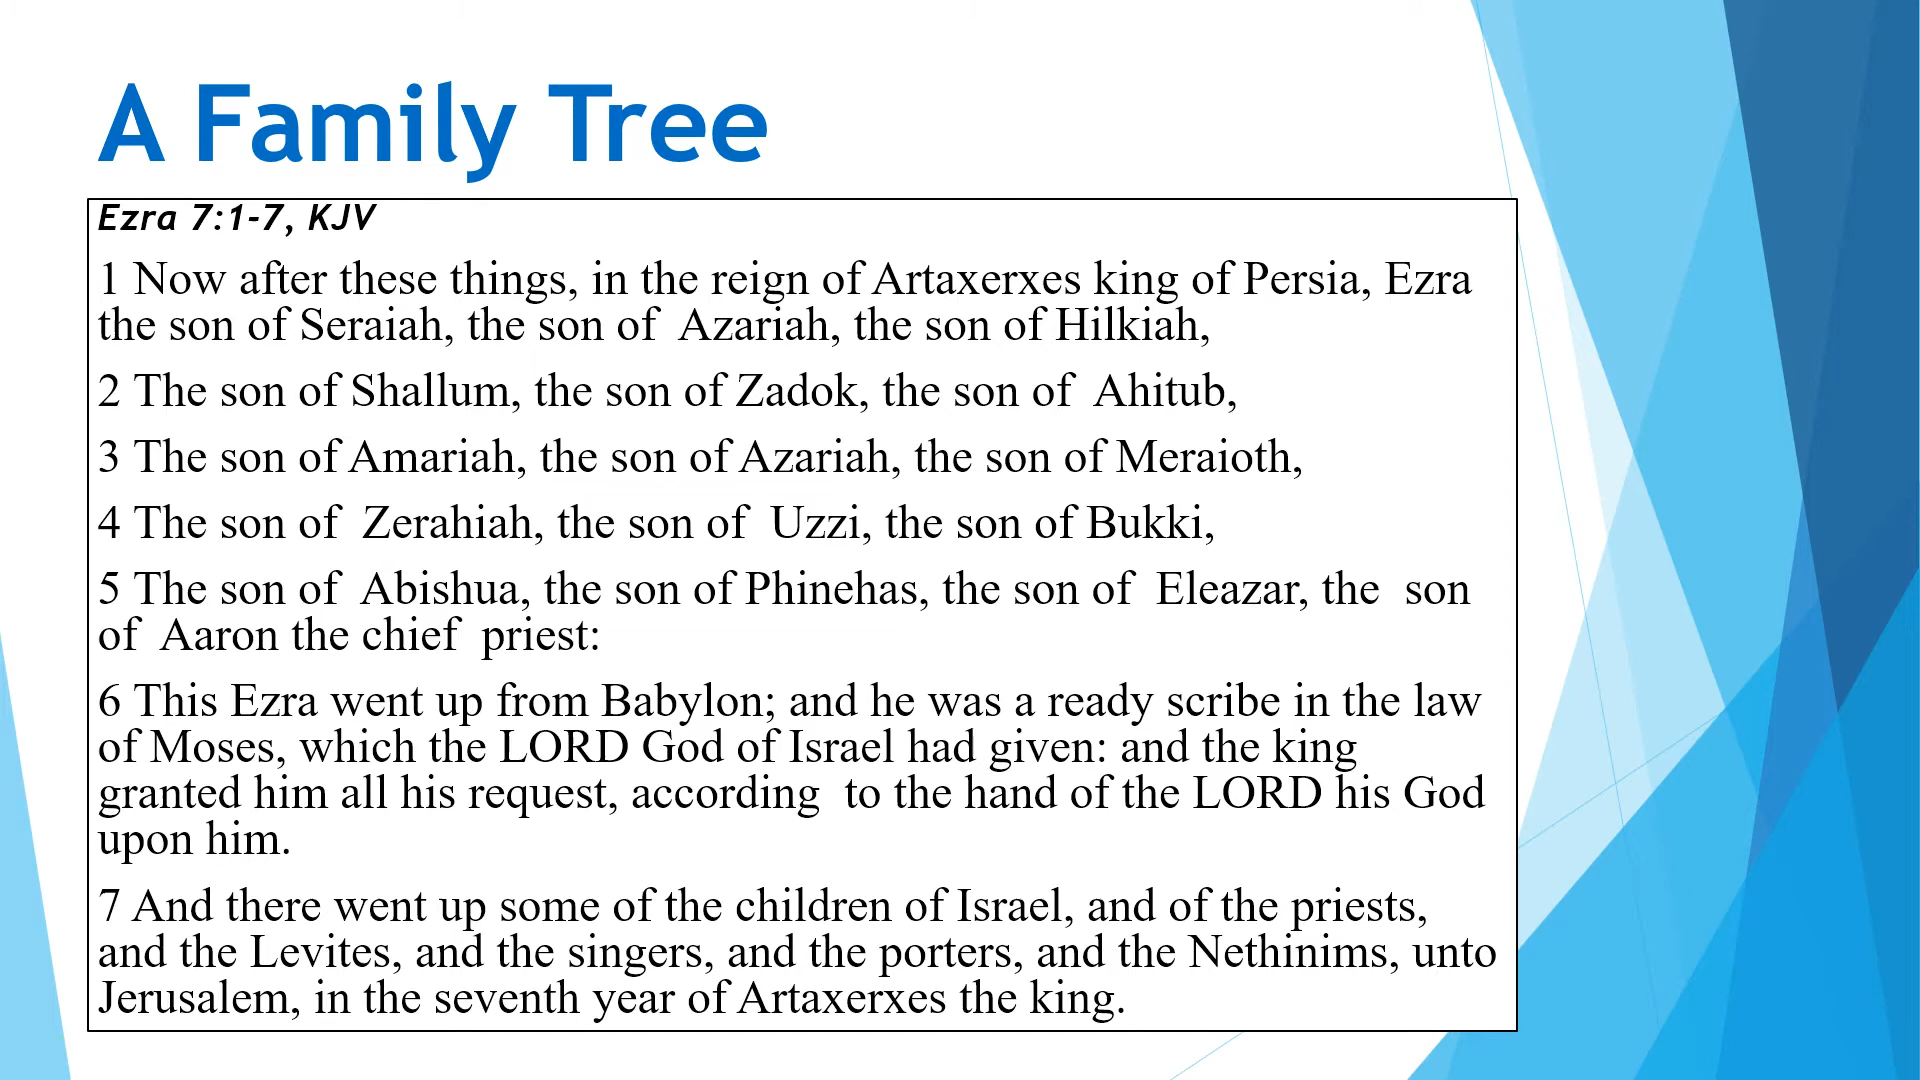 A Family Tree
Ezra 7:1-7, KJV
1 Now after these things, in the reign of Artaxerxes king of Persia, Ezra
the son of Seraiah, the son of  Azariah, the son of Hilkiah,
2 The son of Shallum, the son of Zadok, the son of  Ahitub,
3 The son of Amariah, the son of Azariah, the son of Meraioth,
4 The son of  Zerahiah, the son of  Uzzi, the son of Bukki,
5 The son of  Abishua, the son of Phinehas, the son of  Eleazar, the  son
of  Aaron the chief  priest:
6 This Ezra went up from Babylon; and he was a ready scribe in the law
of Moses, which the LORD God of Israel had given: and the king
granted him all his request, according  to the hand of the LORD his God
upon him.
7 And there went up some of the children of Israel, and of the priests,
and the Levites, and the singers, and the porters, and the Nethinims, unto
Jerusalem, in the seventh year of Artaxerxes the king.